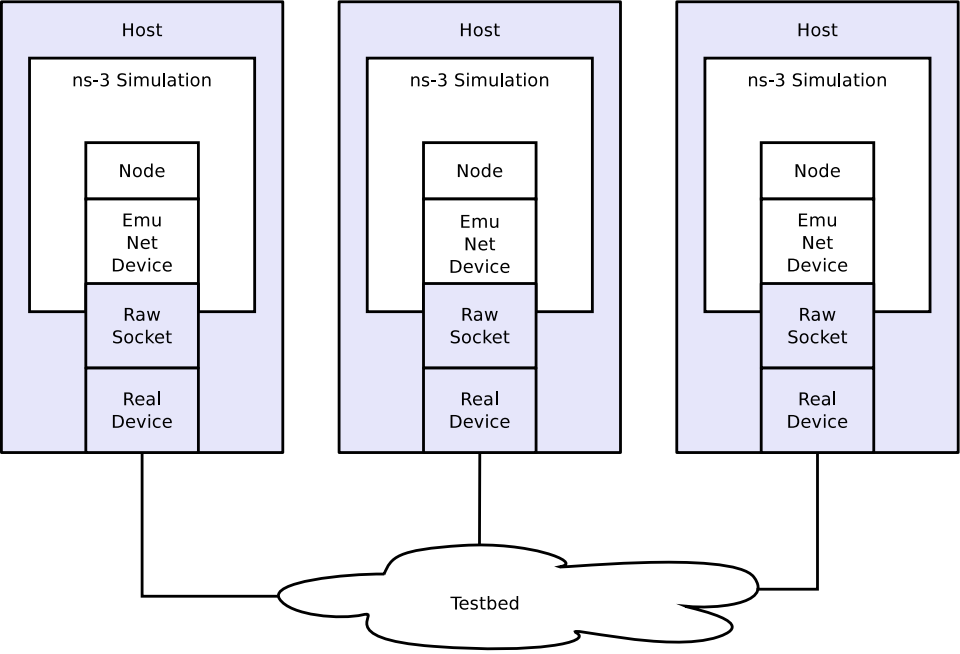 Host
ns-3 Simulation
Node
Emu
Net
Device
Raw
Socket
Real
Device
Host
ns-3 Simulation
Node
Emu
Net
Device
Raw
Socket
Real
Device
Host
ns-3 Simulation
Node
Emu
Net
Device
Raw
Socket
Real
Device
Testbed